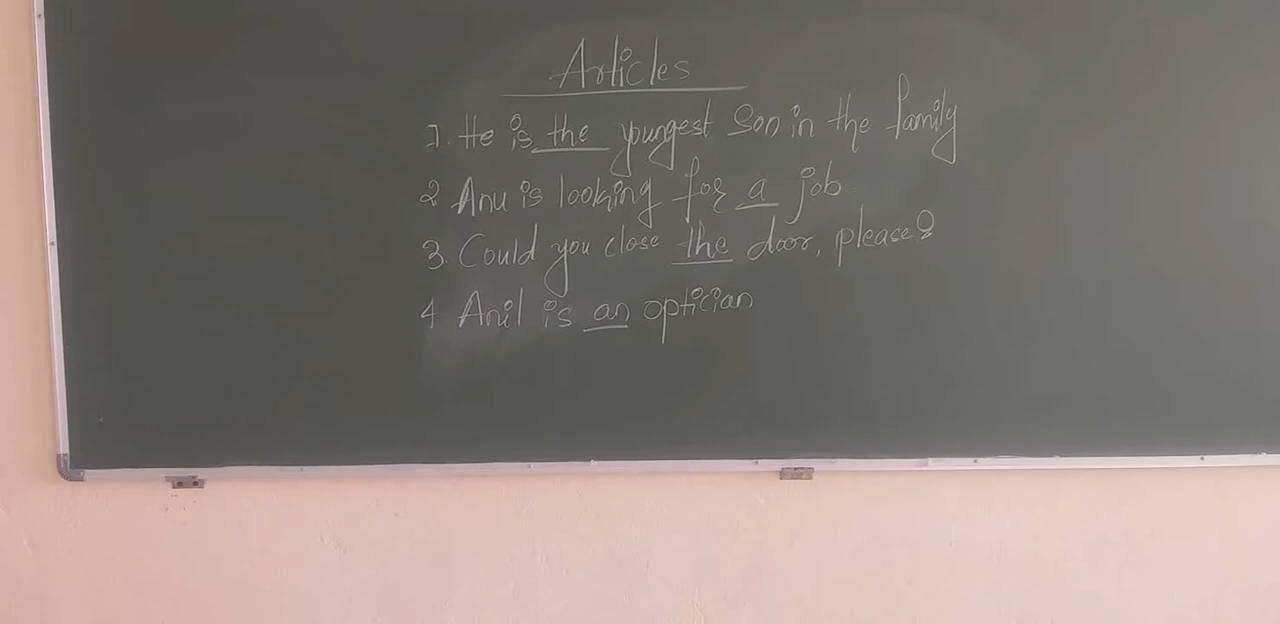 Articles
1. He is the youngest Son in the family
2 Anu is looking for a job
3. Could you close the door, please?
4 Anil is an optician